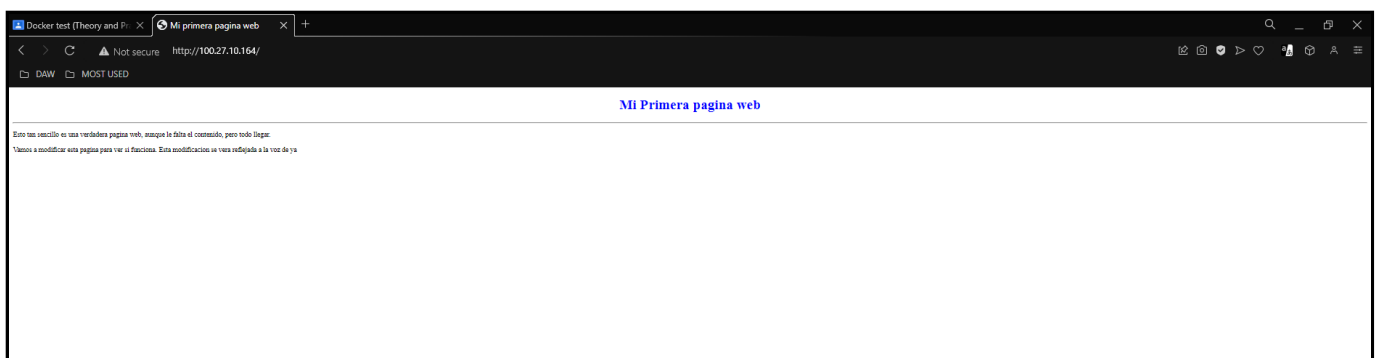 Docker test (Theory and Pr
Mi primera pagina web
Not secure http://100.27.10.164/
DAW MOST USED
Mi Primera pagina web
Esto tan sencillo es una verdadera pagina web, aunque le falta el contenido, pero todo llegar.
Vamos a modificar esta pagina para ver si funciona. Esta modificacion se vera reflejada a la voz de ya